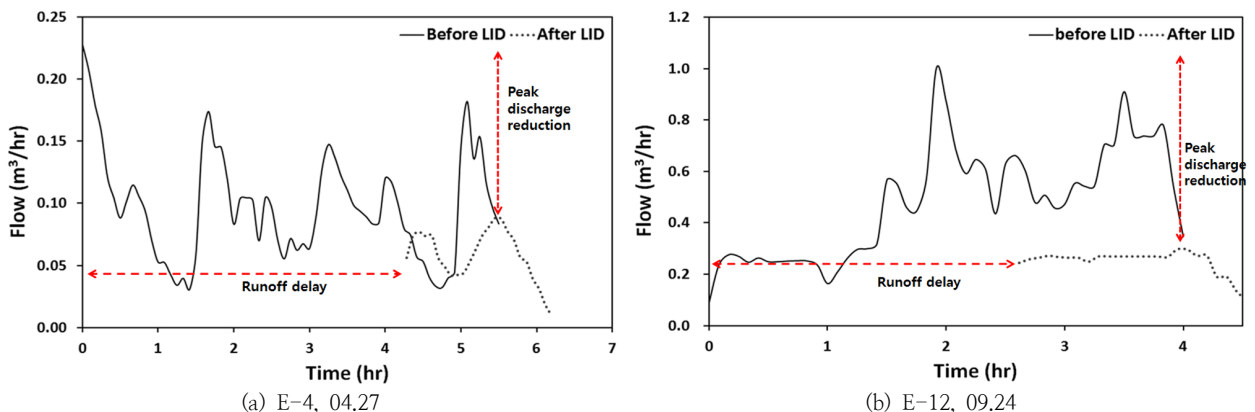 0.25
0.20
0.15
0.10
0.05
0.00
Flow (m³/hr)
Before LID
After LID
Peak
discharge
reduction
Runoff delay
0
1
2
3
4
5
6
7
Time (hr)
(a) E-4, 04.27
1.2
1.0
0.8
0.6
0.4
0.2
0.0
Flow (m³/hr)
before LID
After LID
Peak
discharge
reduction
Runoff delay
0
1
2
3
4
Time (hr)
(b) E-12, 09.24